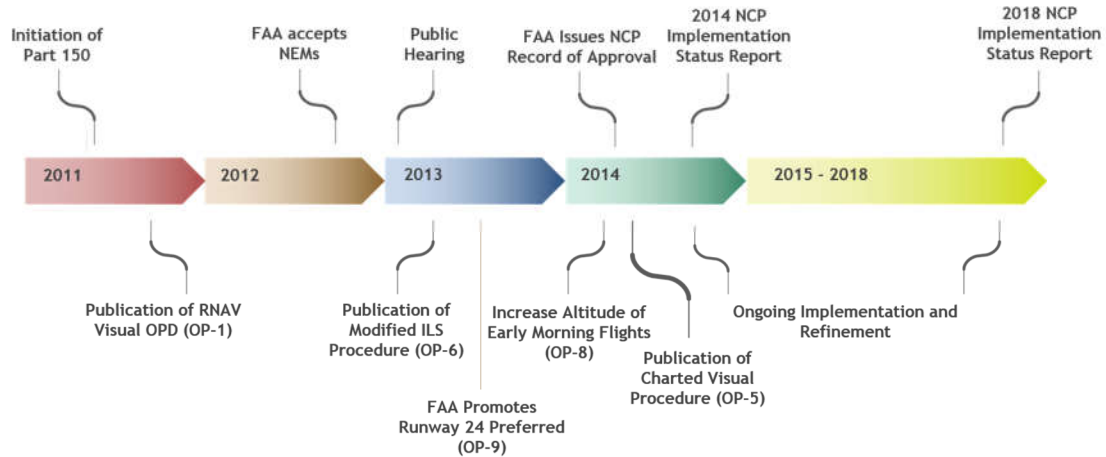 Initiation of
Part 150
FAA accepts
NEMs
Public
Hearing
FAA Issues NCP
Record of Approval
2014 NCP
Implementation
Status Report
2018 NCP
Implementation
Status Report
2011
2012
2013
2014
2015 - 2018
Publication of RNAV
Visual OPD (OP-1)
Publication of
Modified ILS
Procedure (OP-6)
FAA Promotes
Runway 24 Preferred
(OP-9)
Increase Altitude of
Early Morning Flights
(OP-8)
Publication of
Charted Visual
Procedure (OP-5)
Ongoing Implementation and
Refinement